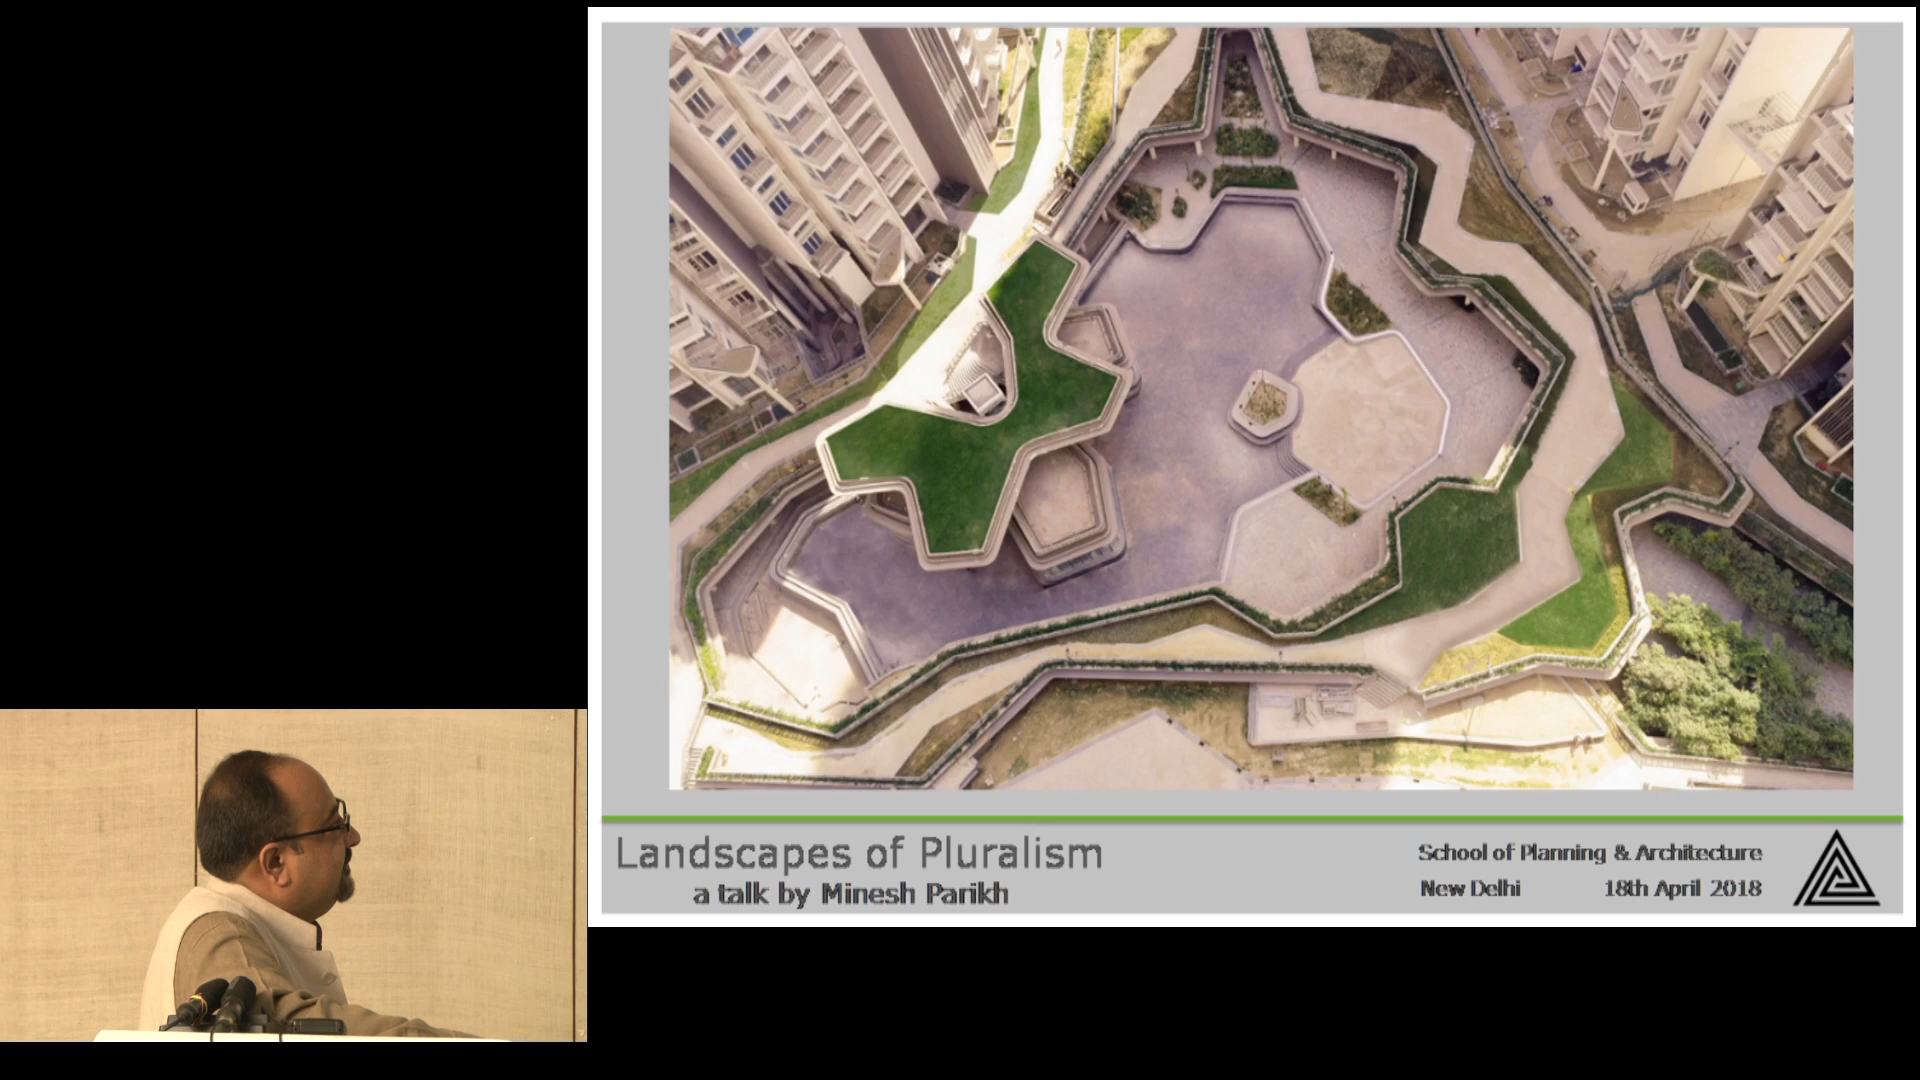 Landscapes of Pluralism
a talk by Minesh Parikh
School of Planning & Architecture
New Delhi 18th April 2018